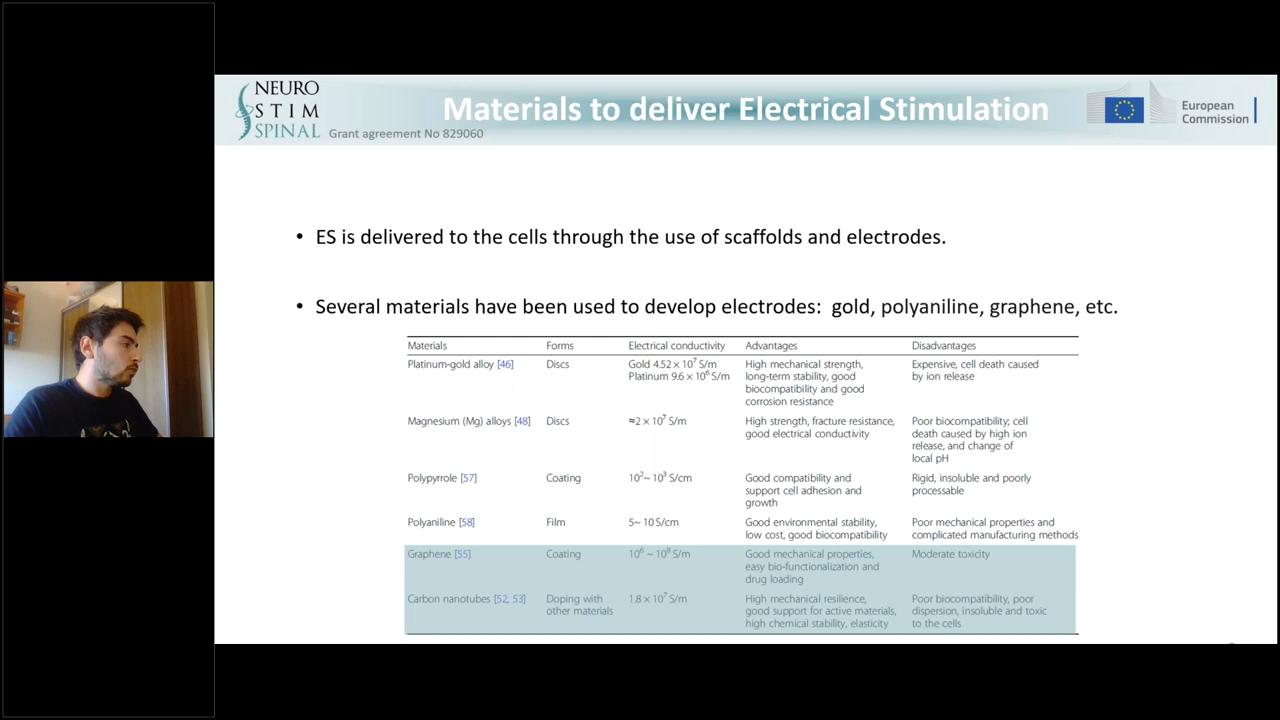 NEURO
STIM
SPINAL
Grant agreement No 829060
Materials to deliver Electrical Stimulation
European
Commission
• ES is delivered to the cells through the use of scaffolds and electrodes.
• Several materials have been used to develop electrodes: gold, polyaniline, graphene, etc.
Materials Forms Electrical conductivity Advantages Disadvantages
Platinum-gold alloy [46] Discs Gold 4.52 × 10⁷ S/m High mechanical strength, Expensive, cell death caused
Platinum 9.6 × 10⁶ S/m long-term stability, good by ion release
biocompatibility and good
corrosion resistance
Magnesium (Mg) alloys [48] Discs ≈2 × 10⁷ S/m High strength, fracture resistance, Poor biocompatibility; cell
good electrical conductivity death caused by high ion
release, and change of
local pH
Polypyrrole [57] Coating 10²~ 10³ S/cm Good compatibility and Rigid, insoluble and poorly
support cell adhesion and processable
growth
Polyaniline [58] Film 5~ 10 S/cm Good environmental stability, Poor mechanical properties and
low cost, good biocompatibility complicated manufacturing methods
Graphene [55] Coating 10⁶ ~ 10⁸ S/m Good mechanical properties, Moderate toxicity
easy bio-functionalization and
drug loading
Carbon nanotubes [52, 53] Doping with 1.8 × 10⁷ S/m High mechanical resilience, Poor biocompatibility, poor
other materials good support for active materials, dispersion, insoluble and toxic
high chemical stability, elasticity to the cells